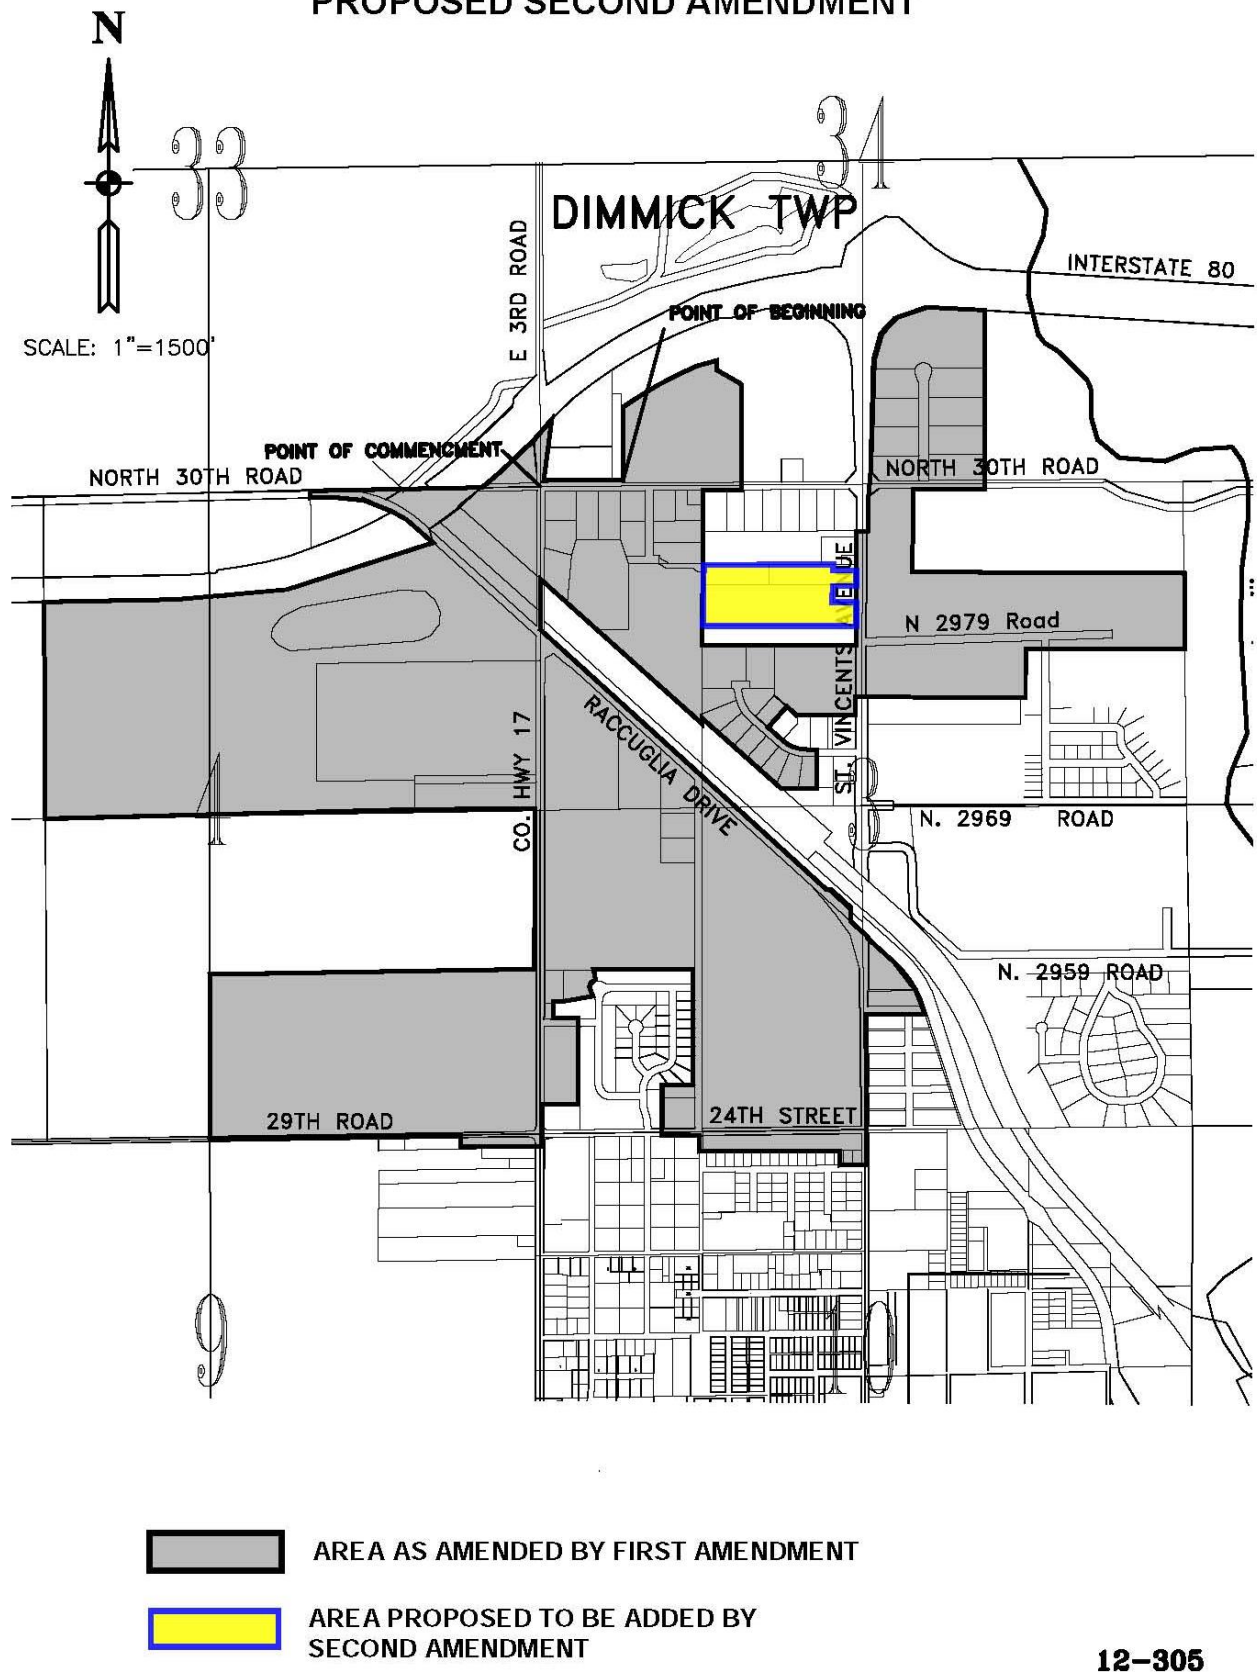 PROPOSED SECOND AMENDMENT
N
33
34
DIMMICK TWP
E 3RD ROAD
INTERSTATE 80
POINT OF BEGINNING
SCALE: 1"=1500'
POINT OF COMMENCMENT
NORTH 30TH ROAD
NORTH 30TH ROAD
ST. VINCENTS AVENUE
N 2979 Road
RACCUGLIA DRIVE
CO. HWY 17
N. 2969 ROAD
N. 2959 ROAD
29TH ROAD
24TH STREET
AREA AS AMENDED BY FIRST AMENDMENT
AREA PROPOSED TO BE ADDED BY
SECOND AMENDMENT
12-305